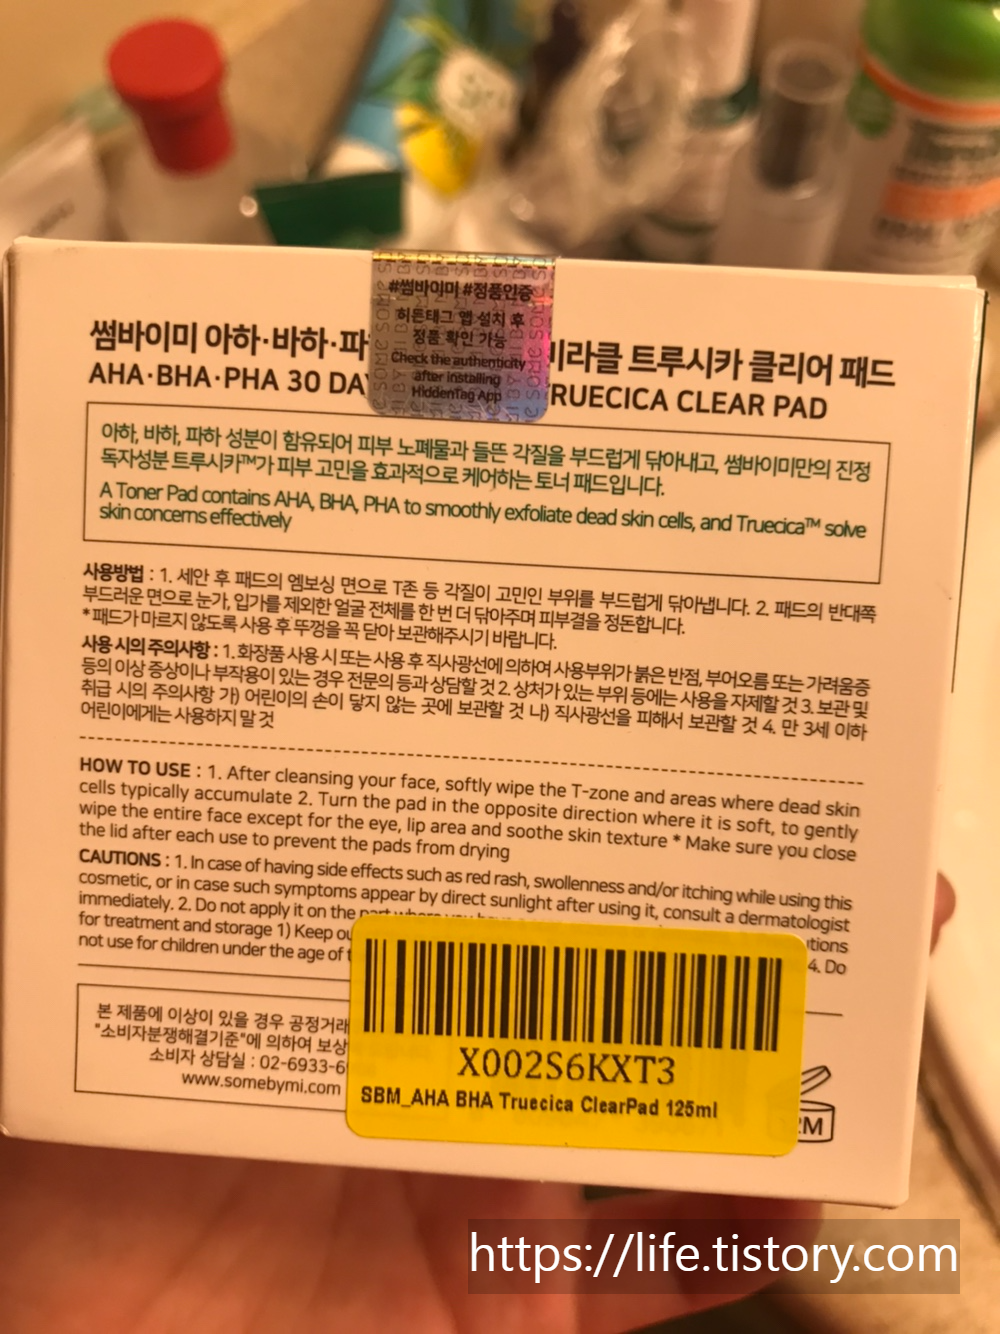 #썸바이미 #정품인증
히든태그 앱 설치 후
정품 확인 가능
Check the authenticity
after installing
HiddenTag App
썸바이미 아하·바하·파 미라클 트루시카 클리어 패드
AHA·BHA·PHA 30 DAY TRUECICA CLEAR PAD
아하, 바하, 파하 성분이 함유되어 피부 노폐물과 들뜬 각질을 부드럽게 닦아내고, 썸바이미만의 진정
독자성분 트루시카™가 피부 고민을 효과적으로 케어하는 토너 패드입니다.
A Toner Pad contains AHA, BHA, PHA to smoothly exfoliate dead skin cells, and Truecica™ solve
skin concerns effectively
사용방법 : 1. 세안 후 패드의 엠보싱 면으로 T존 등 각질이 고민인 부위를 부드럽게 닦아냅니다. 2. 패드의 반대쪽
부드러운 면으로 눈가, 입가를 제외한 얼굴 전체를 한 번 더 닦아주며 피부결을 정돈합니다.
*패드가 마르지 않도록 사용 후 뚜껑을 꼭 닫아 보관해주시기 바랍니다.
사용 시의 주의사항 : 1. 화장품 사용 시 또는 사용 후 직사광선에 의하여 사용부위가 붉은 반점, 부어오름 또는 가려움증
등의 이상 증상이나 부작용이 있는 경우 전문의 등과 상담할 것 2. 상처가 있는 부위 등에는 사용을 자제할 것 3. 보관 및
취급 시의 주의사항 가) 어린이의 손이 닿지 않는 곳에 보관할 것 나) 직사광선을 피해서 보관할 것 4. 만 3세 이하
어린이에게는 사용하지 말 것
HOW TO USE : 1. After cleansing your face, softly wipe the T-zone and areas where dead skin
cells typically accumulate 2. Turn the pad in the opposite direction where it is soft, to gently
wipe the entire face except for the eye, lip area and soothe skin texture * Make sure you close
the lid after each use to prevent the pads from drying
CAUTIONS : 1. In case of having side effects such as red rash, swollenness and/or itching while using this
cosmetic, or in case such symptoms appear by direct sunlight after using it, consult a dermatologist
immediately. 2. Do not apply it on the part where you have
for treatment and storage 1) Keep ou utions
not use for children under the age of t 4. Do
본 제품에 이상이 있을 경우 공정거래
"소비자분쟁해결기준"에 의하여 보상
소비자 상담실 : 02-6933-6
www.somebymi.com
X002S6KXT3
SBM_AHA BHA Truecica ClearPad 125ml
2M
https://life.tistory.com